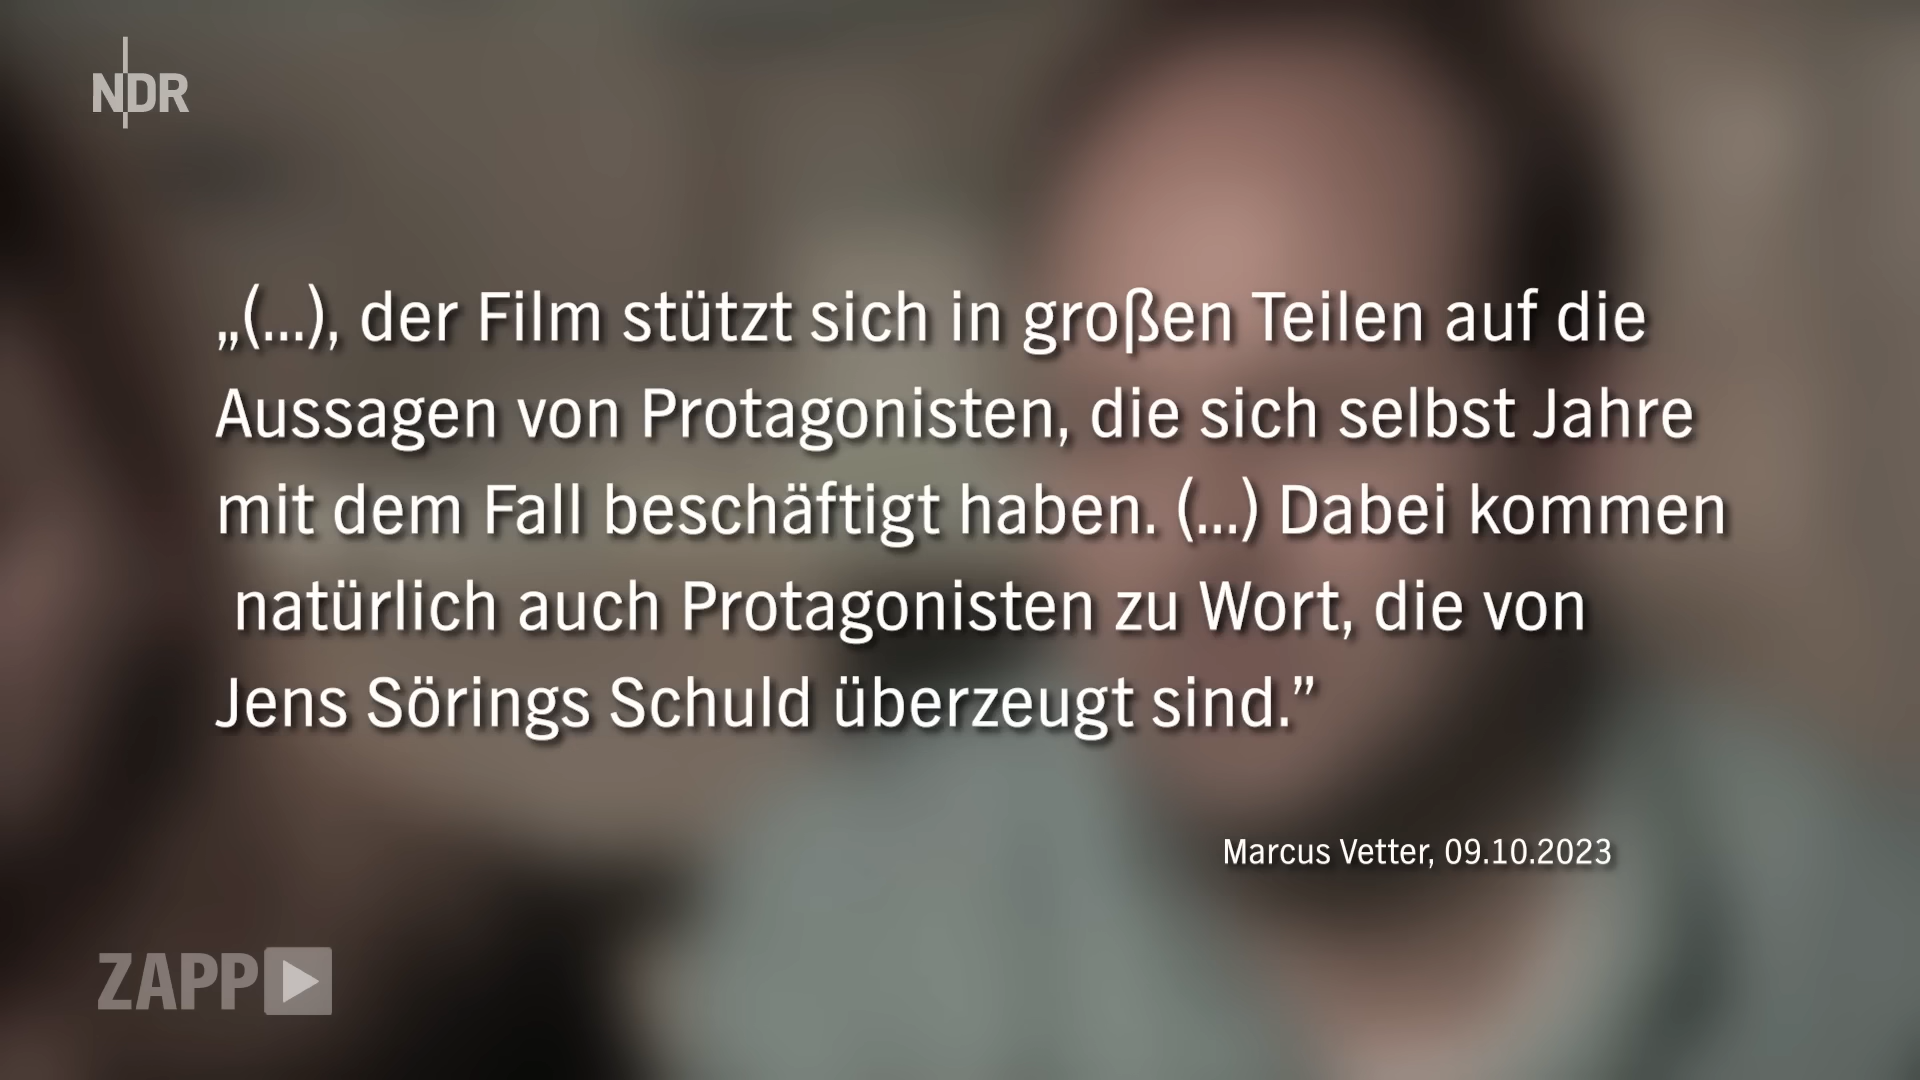 NDR
„(...), der Film stützt sich in großen Teilen auf die
Aussagen von Protagonisten, die sich selbst Jahre
mit dem Fall beschäftigt haben. (...) Dabei kommen
natürlich auch Protagonisten zu Wort, die von
Jens Sörings Schuld überzeugt sind.”
Marcus Vetter, 09.10.2023
ZAPP